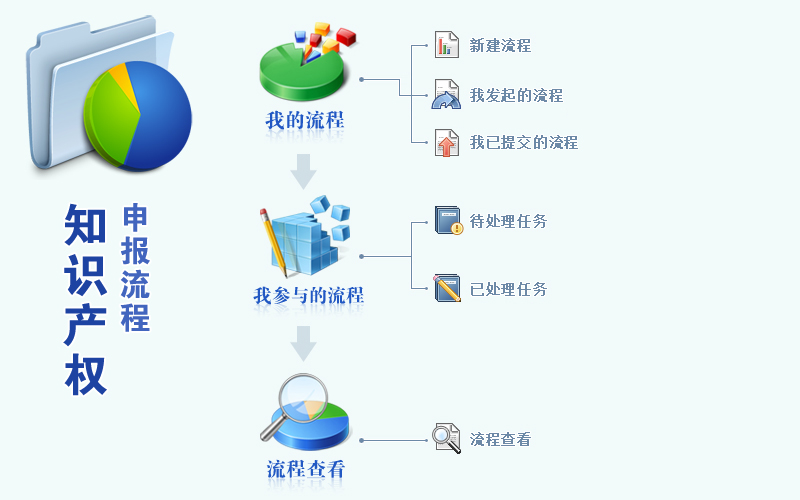 知识产权
申报流程
我的流程
新建流程
我发起的流程
我已提交的流程
我参与的流程
待处理任务
已处理任务
流程查看
流程查看